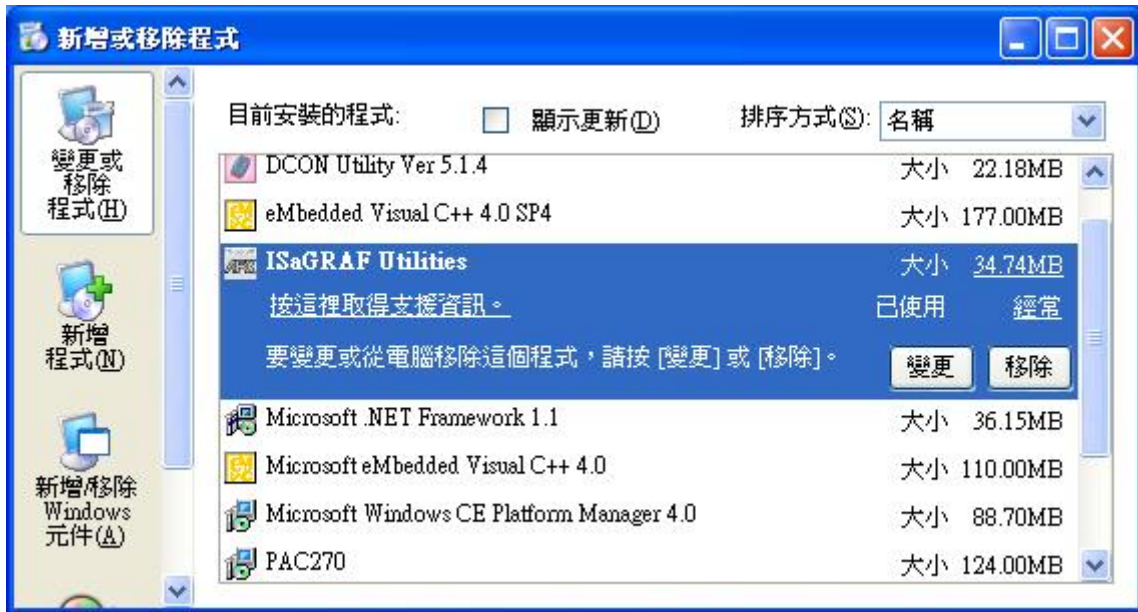 新增或移除程式
變更或
移除
程式(H)
新增
程式(N)
新增/移除
Windows
元件(A)
目前安裝的程式: 顯示更新(D) 排序方式(S): 名稱
DCON Utility Ver 5.1.4 大小 22.18MB
eMbedded Visual C++ 4.0 SP4 大小 177.00MB
ISaGRAF Utilities 大小 34.74MB
按這裡取得支援資訊。 已使用 經常
要變更或從電腦移除這個程式，請按 [變更] 或 [移除]。 變更 移除
Microsoft .NET Framework 1.1 大小 36.15MB
Microsoft eMbedded Visual C++ 4.0 大小 110.00MB
Microsoft Windows CE Platform Manager 4.0 大小 88.70MB
PAC270 大小 124.00MB